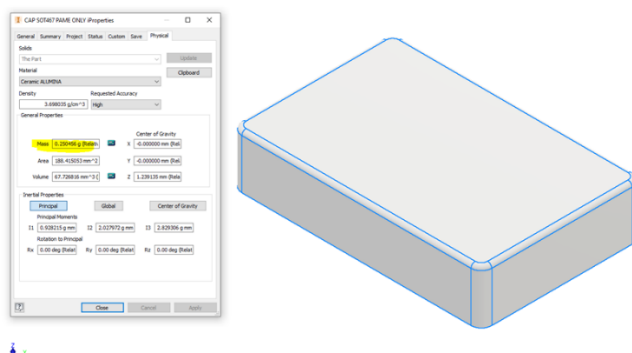 CAP SOT467 PAME ONLY iProperties
General Summary Project Status Custom Save Physical
Solids
The Part
Update
Material
Clipboard
Ceramic ALUMINA
Density
Requested Accuracy
3.698035 g/cm^3
High
General Properties
Center of Gravity
Mass 0.250466 g (Relativ
X -0.000000 mm (Rel
Area 186.415053 mm^2
Y -0.000000 mm (Rel
Volume 67.726816 mm^3 (
Z 1.239135 mm (Rela
Inertial Properties
Principal
Global
Center of Gravity
Principal Moments
I1 0.928215 g mm
I2 2.027972 g mm
I3 2.829396 g mm
Rotation to Principal
Rx 0.00 deg (Relat
Ry 0.00 deg (Relat
Rz 0.00 deg (Relat
?
Close
Cancel
Apply
Z
Y